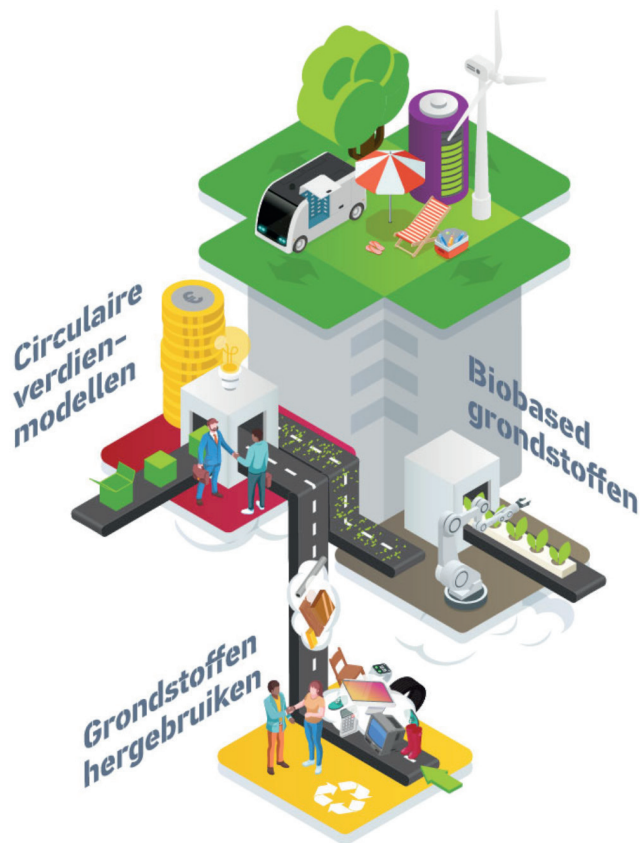 Circulaire
verdien-
modellen
Biobased
grondstoffen
Grondstoffen
hergebruiken
€